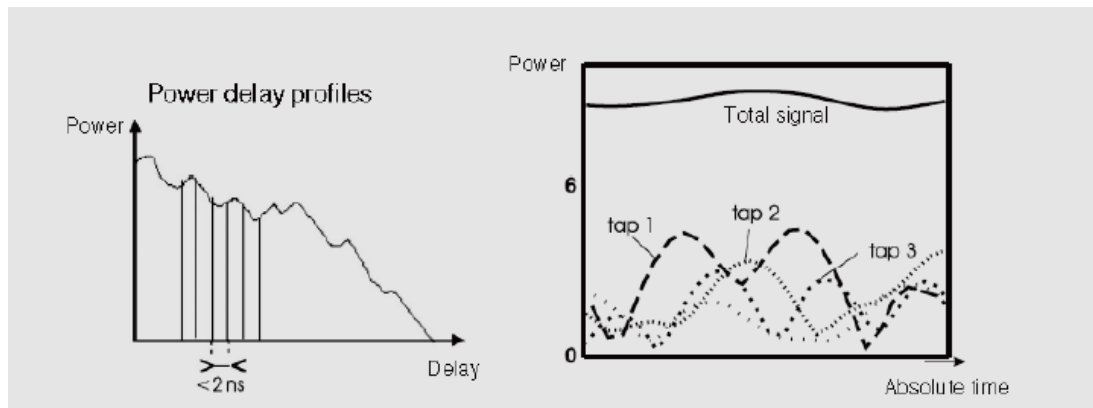 Power delay profiles
Power
<2 ns
Delay
Power
Total signal
6
tap 1
tap 2
tap 3
0
Absolute time